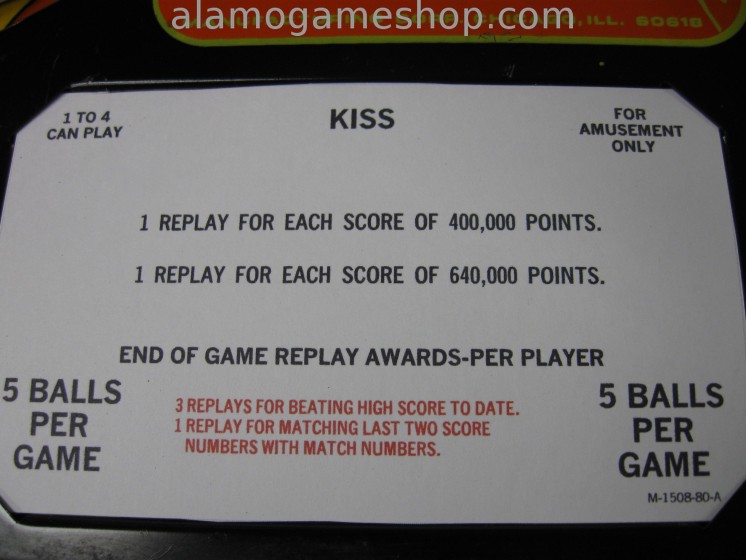 alamogameshop.com
CHICAGO, ILL. 60618
1 TO 4
CAN PLAY
KISS
FOR
AMUSEMENT
ONLY
1 REPLAY FOR EACH SCORE OF 400,000 POINTS.
1 REPLAY FOR EACH SCORE OF 640,000 POINTS.
END OF GAME REPLAY AWARDS-PER PLAYER
5 BALLS
PER
GAME
3 REPLAYS FOR BEATING HIGH SCORE TO DATE.
1 REPLAY FOR MATCHING LAST TWO SCORE
NUMBERS WITH MATCH NUMBERS.
5 BALLS
PER
GAME
M-1508-80-A